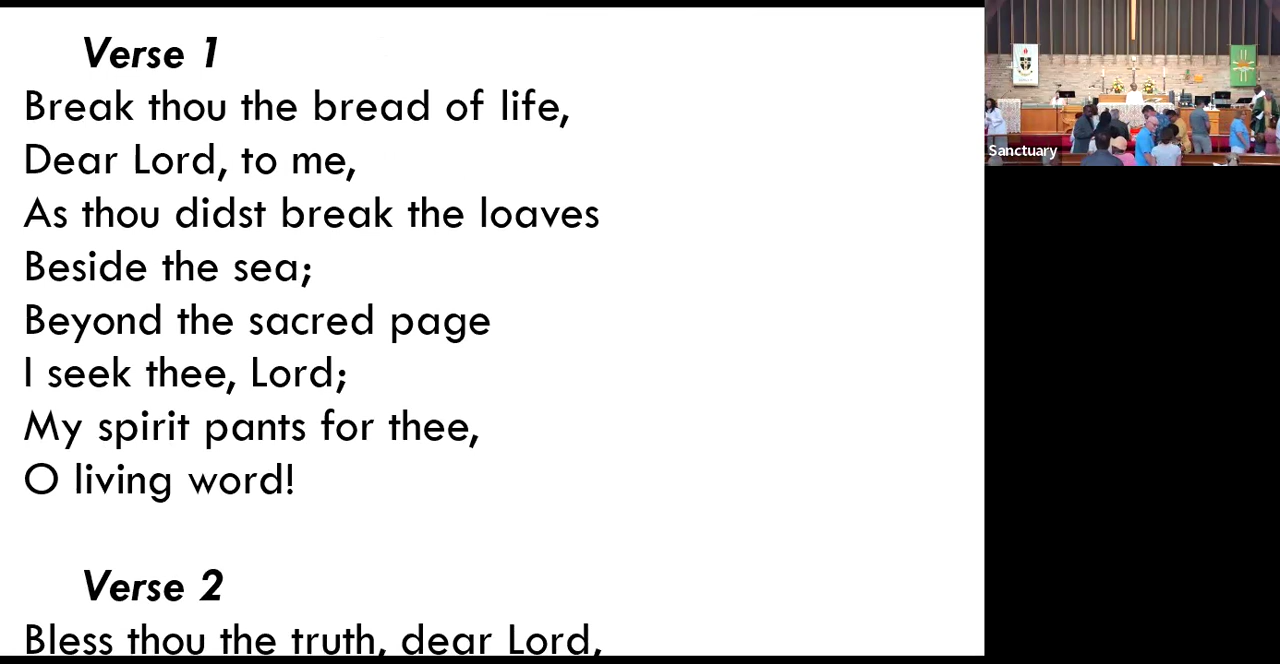 Verse 1
Break thou the bread of life,
Dear Lord, to me,
As thou didst break the loaves
Beside the sea;
Beyond the sacred page
I seek thee, Lord;
My spirit pants for thee,
O living word!
Verse 2
Bless thou the truth, dear Lord,
Sanctuary